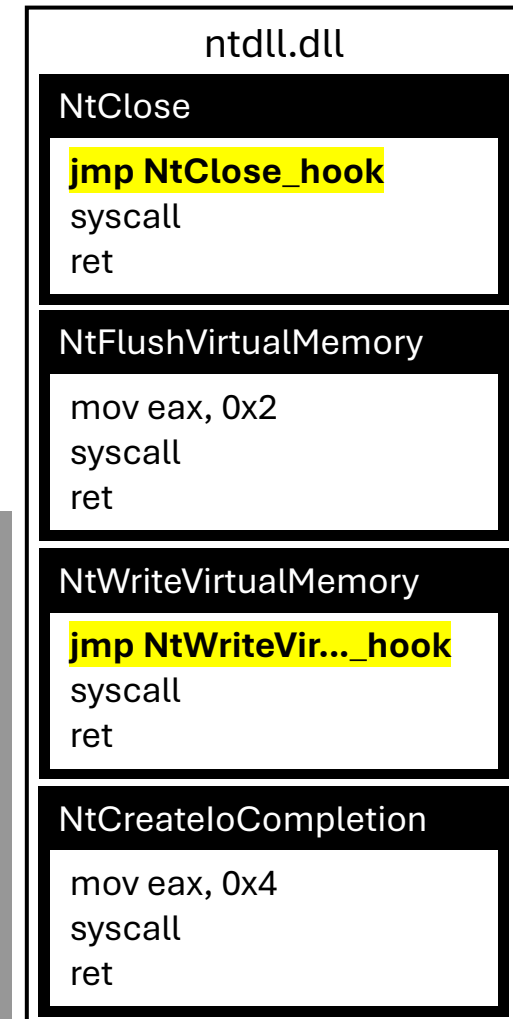 ntdll.dll
NtClose
jmp NtClose_hook
syscall
ret
NtFlushVirtualMemory
mov eax, 0x2
syscall
ret
NtWriteVirtualMemory
jmp NtWriteVir..._hook
syscall
ret
NtCreateIoCompletion
mov eax, 0x4
syscall
ret